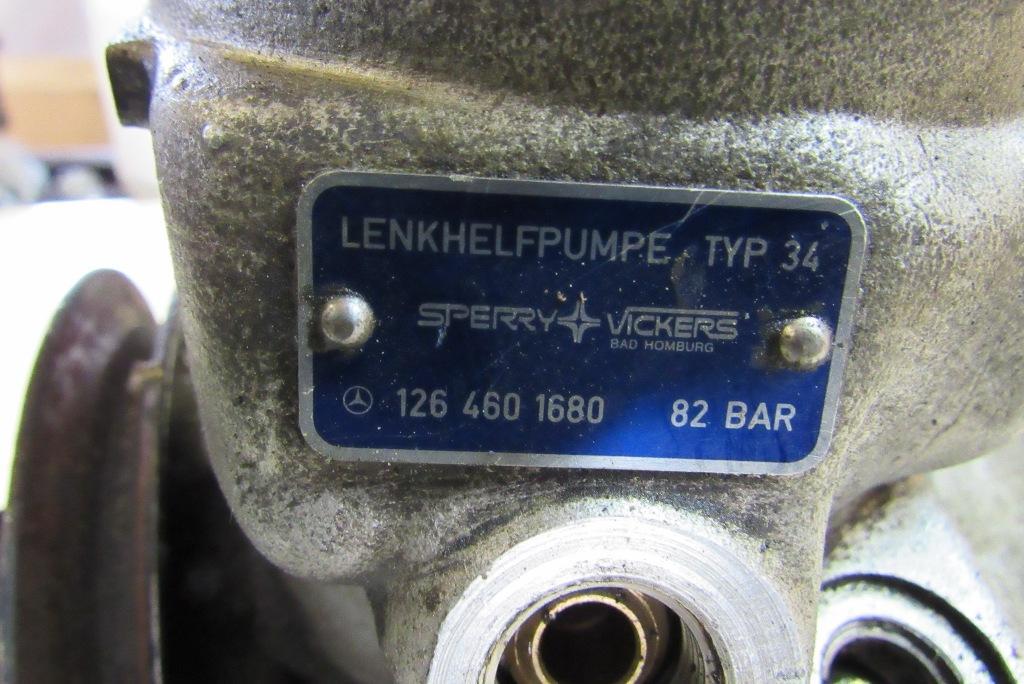 LENKHELFPUMPE TYP 34
SPERRY VICKERS
BAD HOMBURG
126 460 1680 82 BAR